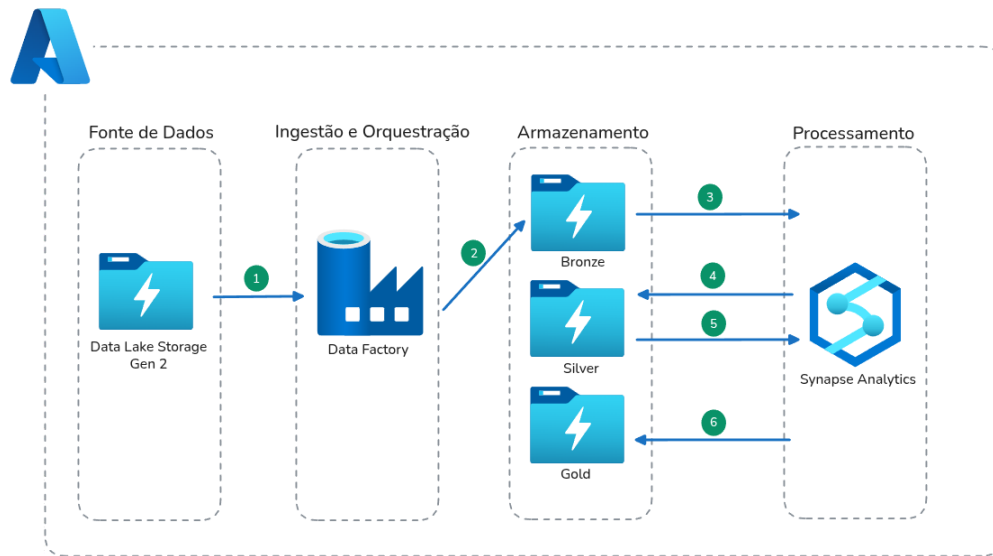 Fonte de Dados
Ingestão e Orquestração
Armazenamento
Processamento
1
2
3
4
5
6
Data Lake Storage
Gen 2
Data Factory
Bronze
Silver
Gold
Synapse Analytics